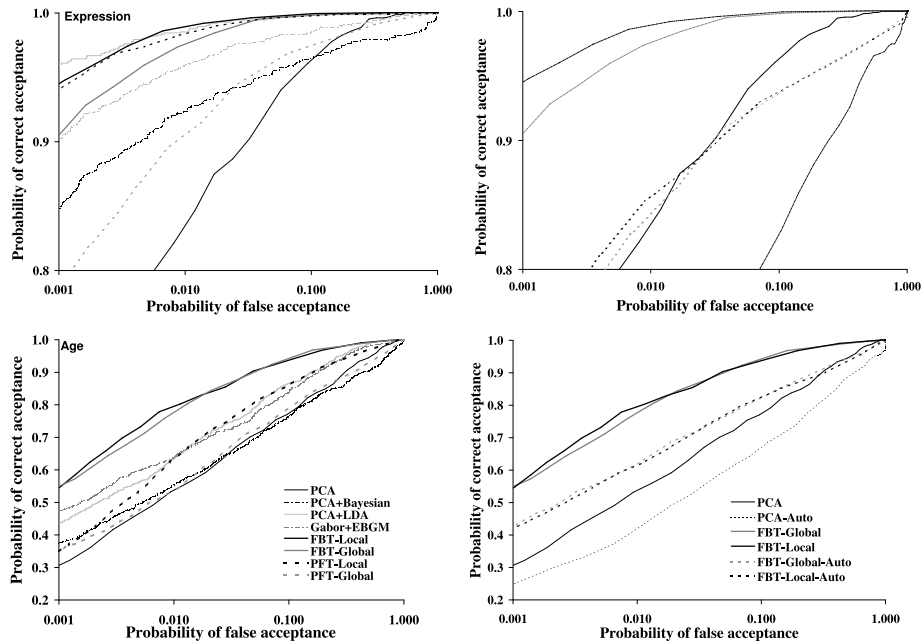 Expression
Probability of correct acceptance
1.0
0.9
0.8
0.001
0.010
0.100
1.000
Probability of false acceptance
Probability of correct acceptance
1.0
0.9
0.8
0.001
0.010
0.100
1.000
Probability of false acceptance
Age
Probability of correct acceptance
1.0
0.9
0.8
0.7
0.6
0.5
0.4
0.3
0.2
PCA
PCA+Bayesian
PCA+LDA
Gabor+EBGM
FBT-Local
FBT-Global
PFT-Local
PFT-Global
0.001
0.010
0.100
1.000
Probability of false acceptance
Probability of correct acceptance
1.0
0.9
0.8
0.7
0.6
0.5
0.4
0.3
0.2
PCA
PCA-Auto
FBT-Global
FBT-Local
FBT-Global-Auto
FBT-Local-Auto
0.001
0.010
0.100
1.000
Probability of false acceptance